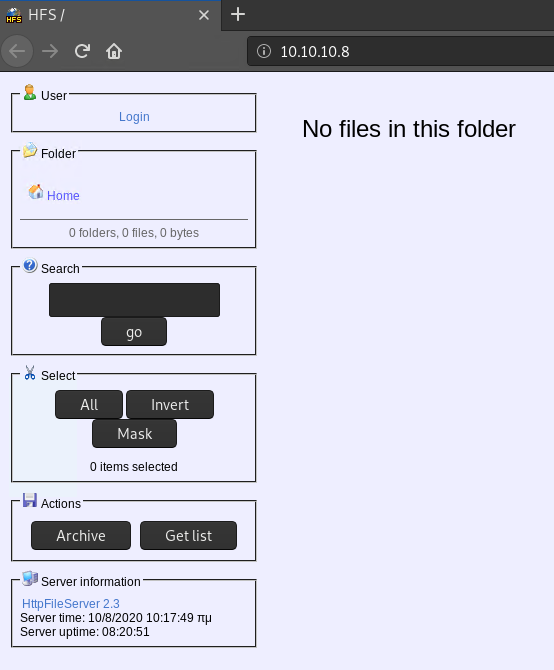 HFS /
10.10.10.8
User
Login
Folder
Home
0 folders, 0 files, 0 bytes
Search
go
Select
All Invert
Mask
0 items selected
Actions
Archive Get list
Server information
HttpFileServer 2.3
Server time: 10/8/2020 10:17:49 πμ
Server uptime: 08:20:51
No files in this folder